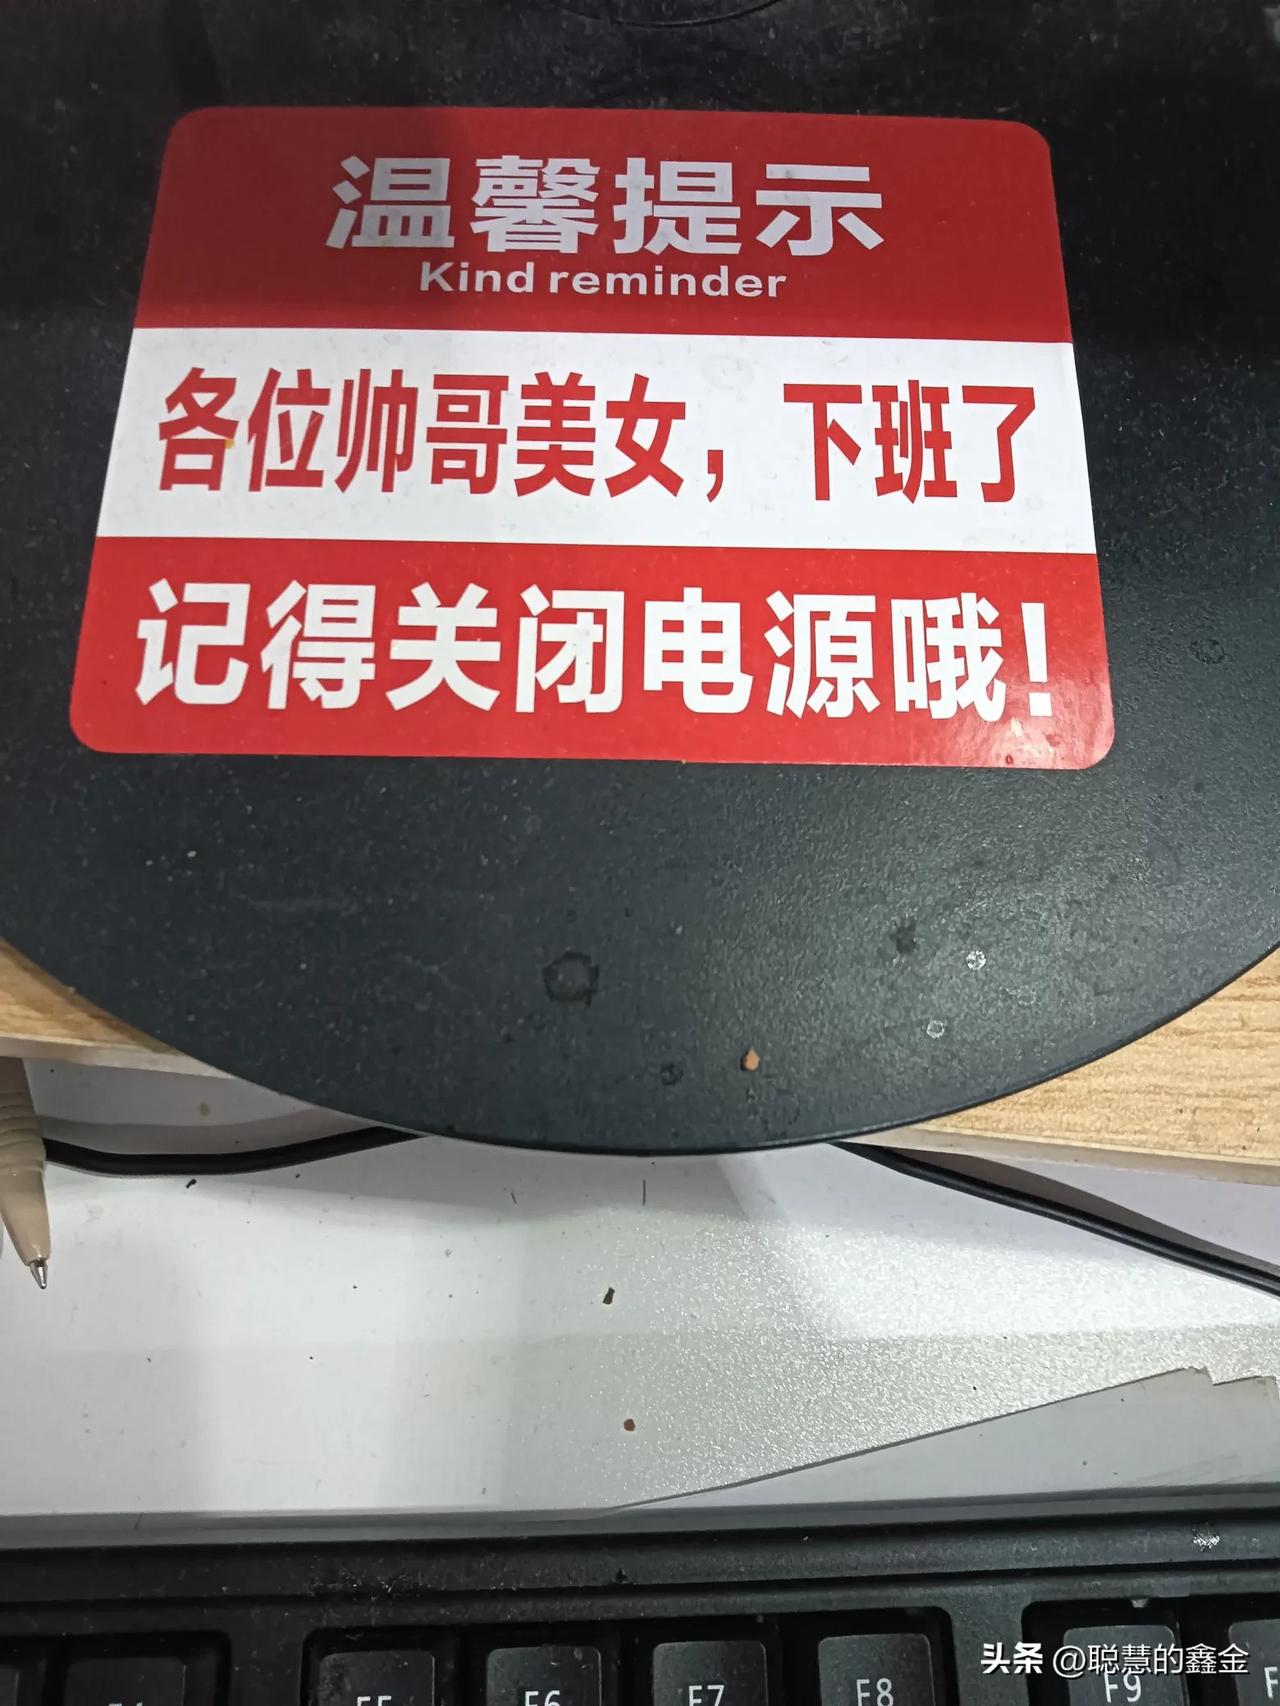 温馨提示
Kind reminder
各位帅哥美女，下班了
记得关闭电源哦！
F5 F6 F7 F8 F9
头条 @聪慧的鑫金